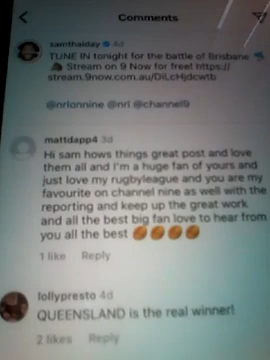 Comments
samthaiday 4d
TUNE IN tonight for the battle of Brisbane
Stream on 9 Now for free! https://
stream.9now.com.au/DiLcHjdcwtb
@nrlonnine @nrl @channel9
mattdapp4 3d
Hi sam hows things great post and love
them all and I'm a huge fan of yours and
just love my rugbyleague and you are my
favourite on channel nine as well with the
reporting and keep up the great work
and all the best big fan love to hear from
you all the best 🏉🏉🏉🏉
1 like Reply
lollypresto 4d
QUEENSLAND is the real winner!
2 likes Reply